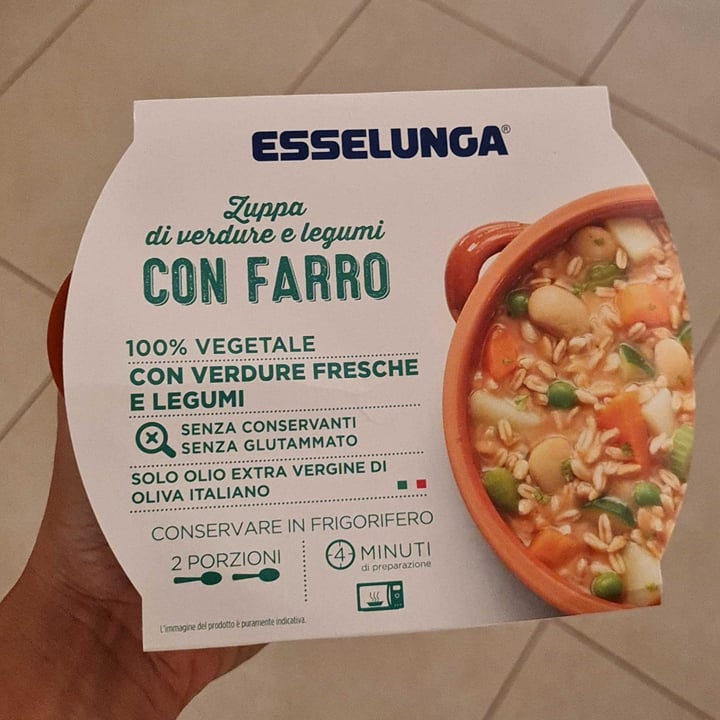 ESSELUNGA®
Zuppa
di verdure e legumi
CON FARRO
100% VEGETALE
CON VERDURE FRESCHE
E LEGUMI
SENZA CONSERVANTI
SENZA GLUTAMMATO
SOLO OLIO EXTRA VERGINE DI
OLIVA ITALIANO
CONSERVARE IN FRIGORIFERO
2 PORZIONI
4 MINUTI
di preparazione
L'immagine del prodotto è puramente indicativa.